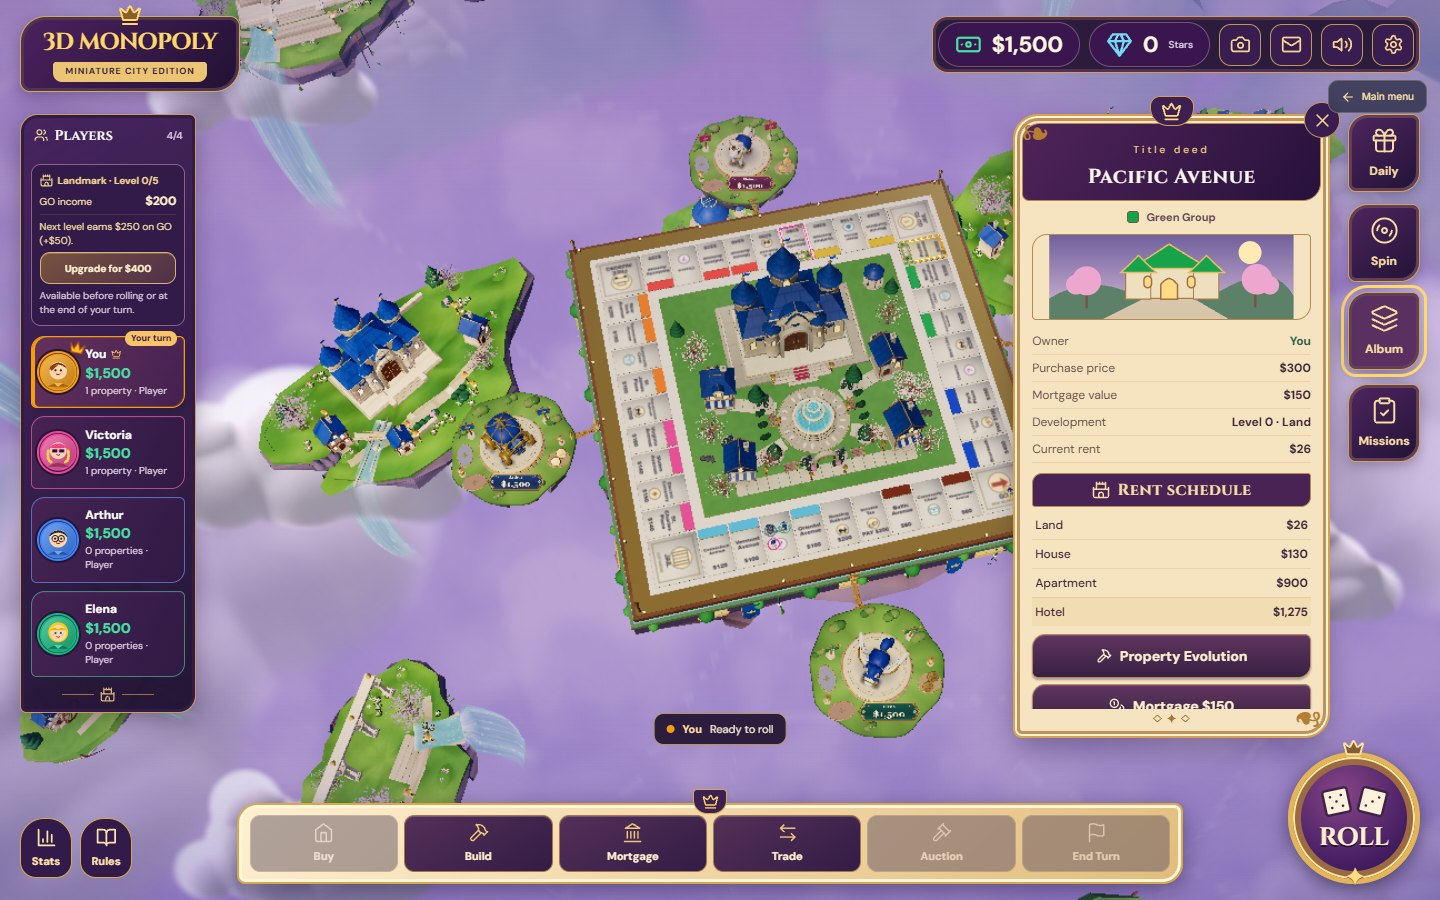 3D MONOPOLY
MINIATURE CITY EDITION
$1,500
0 Stars
Main menu
PLAYERS 4/4
Landmark · Level 0/5
GO income $200
Next level earns $250 on GO
(+$50).
Upgrade for $400
Available before rolling or at
the end of your turn.
Your turn
You
$1,500
1 property · Player
Victoria
$1,500
1 property · Player
Arthur
$1,500
0 properties ·
Player
Elena
$1,500
0 properties ·
Player
Title deed
PACIFIC AVENUE
Green Group
Owner You
Purchase price $300
Mortgage value $150
Development Level 0 · Land
Current rent $26
RENT SCHEDULE
Land $26
House $130
Apartment $900
Hotel $1,275
Property Evolution
Mortgage $150
Daily
Spin
Album
Missions
$1,500
$1,500
$1,500
You Ready to roll
Stats
Rules
Buy
Build
Mortgage
Trade
Auction
End Turn
ROLL